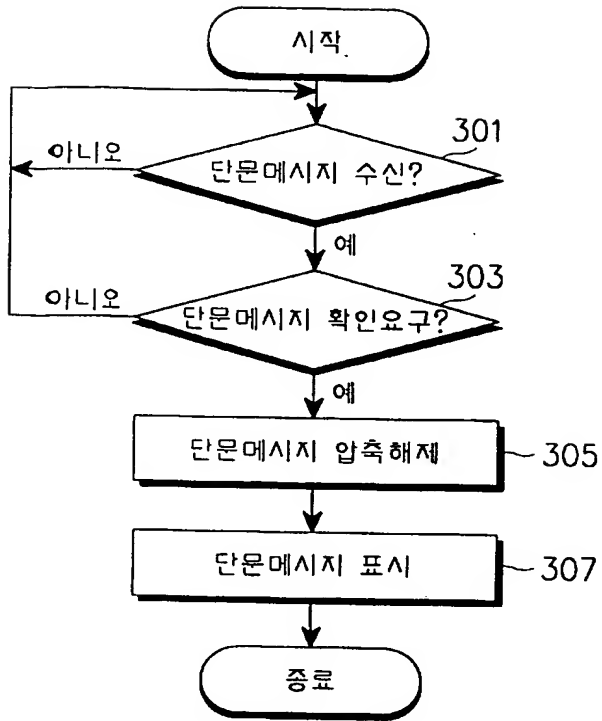 시작
301
아니오
단문메시지 수신?
예
303
아니오
단문메시지 확인요구?
예
단문메시지 압축해제
305
단문메시지 표시
307
종료